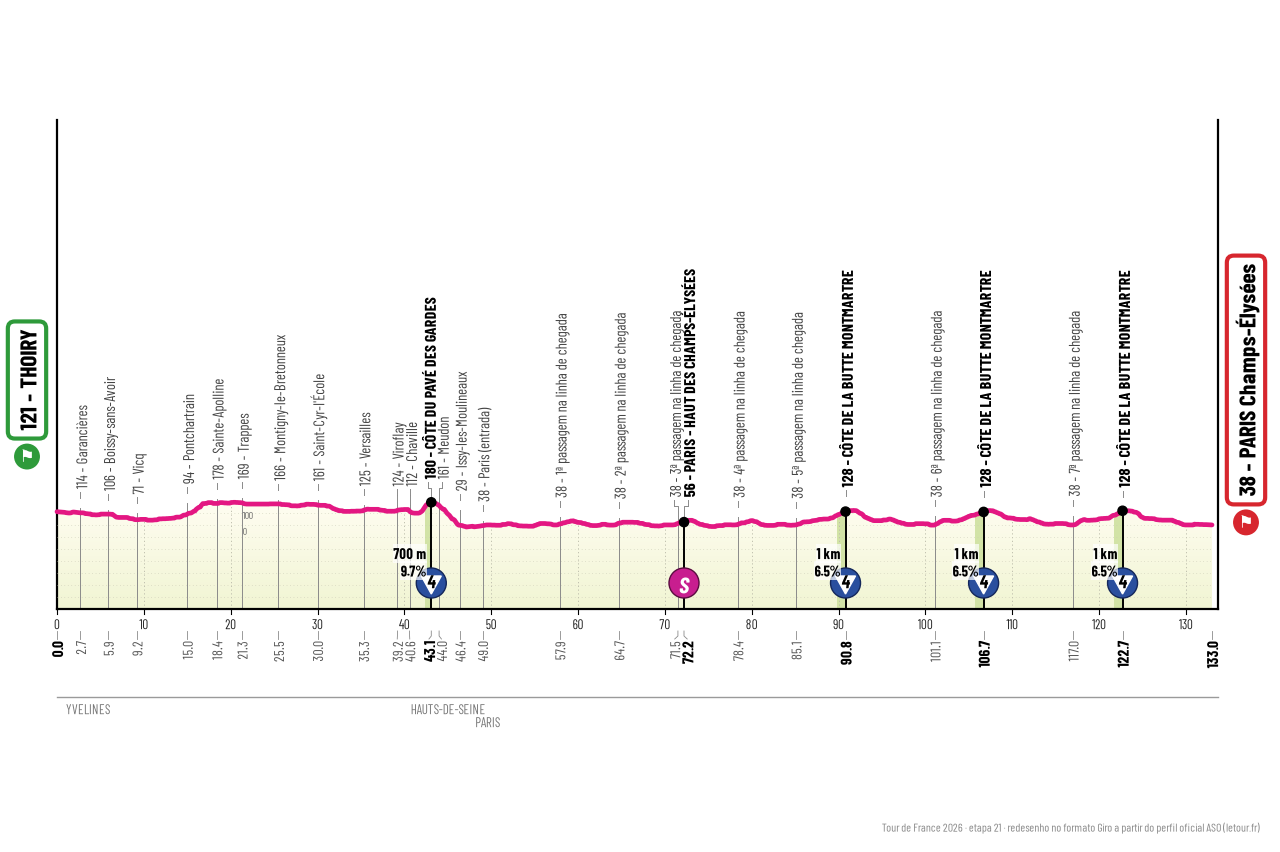 121 - THOIRY
114 - Garancières
106 - Boissy-sans-Avoir
71 - Vicq
94 - Pontchartrain
178 - Sainte-Apolline
169 - Trappes
166 - Montigny-le-Bretonneux
161 - Saint-Cyr-l'École
125 - Versailles
124 - Viroflay
112 - Chaville
180 - CÔTE DU PAVÉ DES GARDES
161 - Meudon
29 - Issy-les-Moulineaux
38 - Paris (entrada)
38 - 1ª passagem na linha de chegada
38 - 2ª passagem na linha de chegada
38 - 3ª passagem na linha de chegada
56 - PARIS - HAUT DES CHAMPS-ÉLYSÉES
38 - 4ª passagem na linha de chegada
38 - 5ª passagem na linha de chegada
128 - CÔTE DE LA BUTTE MONTMARTRE
38 - 6ª passagem na linha de chegada
128 - CÔTE DE LA BUTTE MONTMARTRE
38 - 7ª passagem na linha de chegada
128 - CÔTE DE LA BUTTE MONTMARTRE
38 - PARIS Champs-Élysées
100
0
700 m
9.7%
4
S
1 km
6.5%
4
1 km
6.5%
4
1 km
6.5%
4
0 10 20 30 40 50 60 70 80 90 100 110 120 130
0.0 2.7 5.9 9.2 15.0 18.4 21.3 25.5 30.0 35.3 39.2 40.6 43.1 44.0 46.4 49.0 57.9 64.7 71.5 72.2 78.4 85.1 90.8 101.1 106.7 117.0 122.7 133.0
YVELINES
HAUTS-DE-SEINE
PARIS
Tour de France 2026 · etapa 21 · redesenho no formato Giro a partir do perfil oficial ASO (letour.fr)